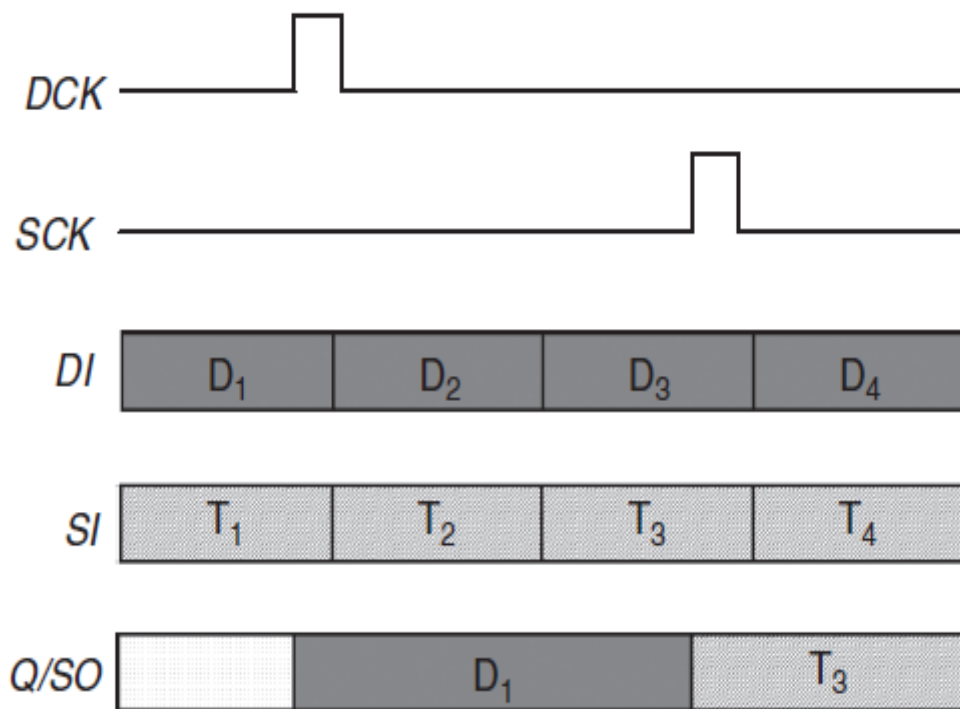 DCK
SCK
DI D₁ D₂ D₃ D₄
SI T₁ T₂ T₃ T₄
Q/SO D₁ T₃